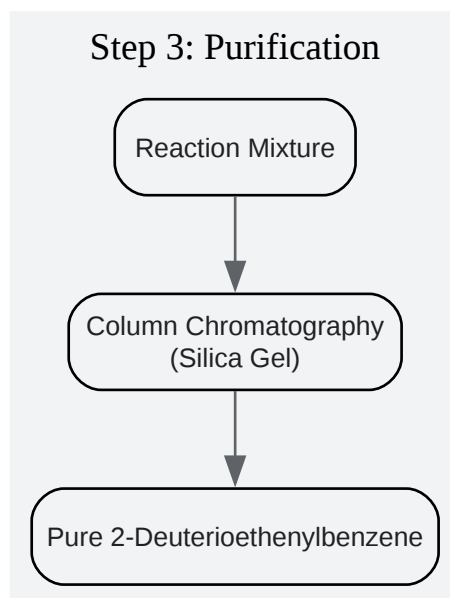 Step 3: Purification
Reaction Mixture
Column Chromatography
(Silica Gel)
Pure 2-Deuterioethenylbenzene